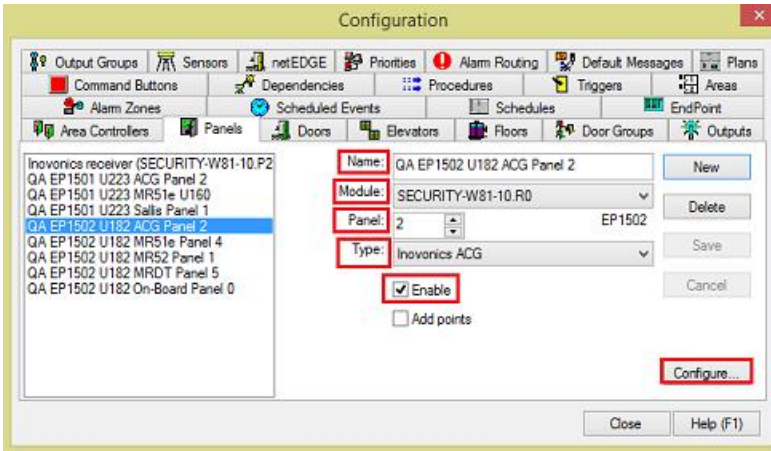 Configuration
Output Groups Sensors netEDGE Priorities Alarm Routing Default Messages Plans
Command Buttons Dependencies Procedures Triggers Areas
Alarm Zones Scheduled Events Schedules EndPoint
Area Controllers Panels Doors Elevators Floors Door Groups Outputs
Inovonics receiver (SECURITY-W81-10.P2
QA EP1501 U223 ACG Panel 2
QA EP1501 U223 MR51e U160
QA EP1501 U223 Sallis Panel 1
QA EP1502 U182 ACG Panel 2
QA EP1502 U182 MR51e Panel 4
QA EP1502 U182 MR52 Panel 1
QA EP1502 U182 MRDT Panel 5
QA EP1502 U182 On-Board Panel 0
Name: QA EP1502 U182 ACG Panel 2
Module: SECURITY-W81-10.R0
Panel: 2 EP1502
Type: Inovonics ACG
Enable
Add points
New
Delete
Save
Cancel
Configure...
Close Help (F1)